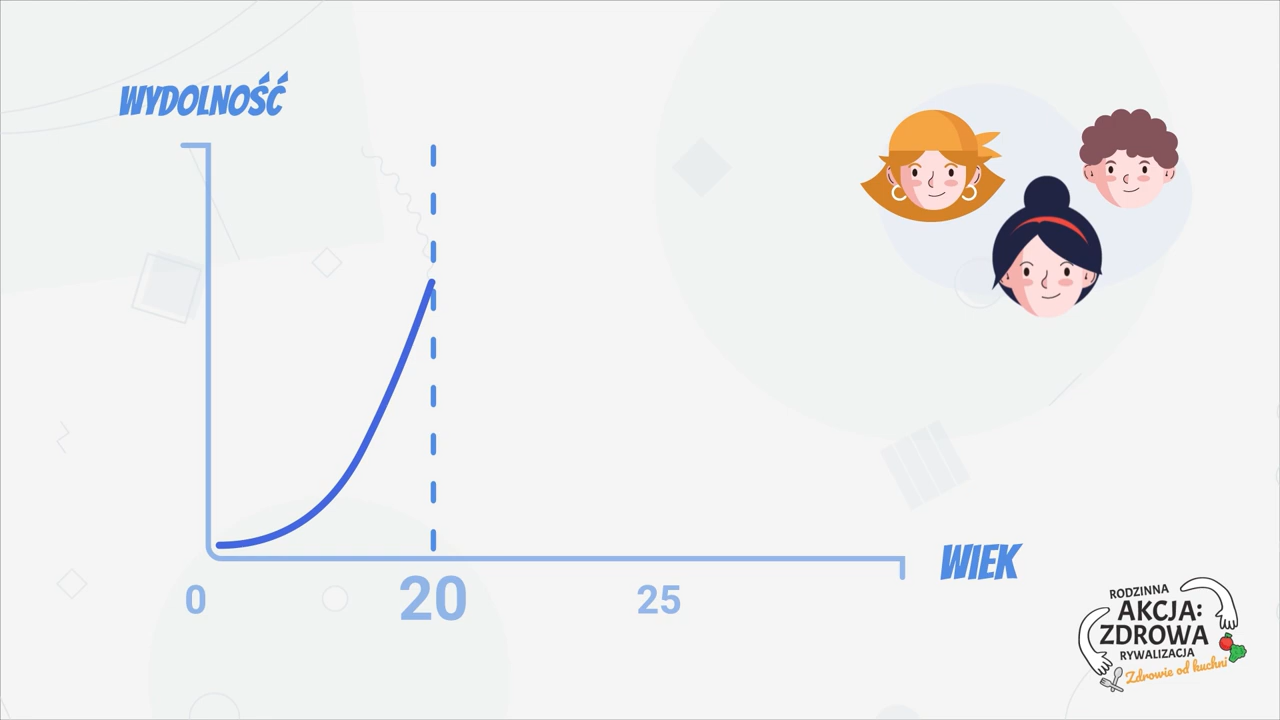 WYDOLNOŚĆ
0
20
25
WIEK
RODZINNA
AKCJA:
ZDROWA
RYWALIZACJA
Zdrowie od kuchni